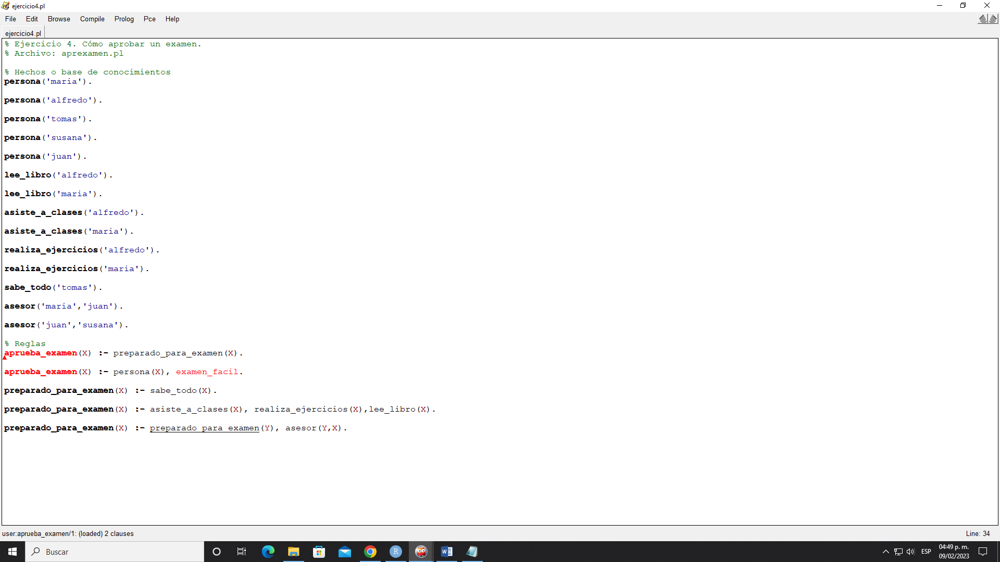 ejercicio4.pl
File Edit Browse Compile Prolog Pce Help
ejercicio4.pl
% Ejercicio 4. Cómo aprobar un examen.
% Archivo: aprexamen.pl
% Hechos o base de conocimientos
persona('maria').
persona('alfredo').
persona('tomas').
persona('susana').
persona('juan').
lee_libro('alfredo').
lee_libro('maria').
asiste_a_clases('alfredo').
asiste_a_clases('maria').
realiza_ejercicios('alfredo').
realiza_ejercicios('maria').
sabe_todo('tomas').
asesor('maria','juan').
asesor('juan','susana').
% Reglas
aprueba_examen(X) :- preparado_para_examen(X).
aprueba_examen(X) :- persona(X), examen_facil.
preparado_para_examen(X) :- sabe_todo(X).
preparado_para_examen(X) :- asiste_a_clases(X), realiza_ejercicios(X),lee_libro(X).
preparado_para_examen(X) :- preparado_para_examen(Y), asesor(Y,X).
user:aprueba_examen/1: (loaded) 2 clauses
Line: 34
Buscar
R
W
ESP
04:49 p. m.
09/02/2023